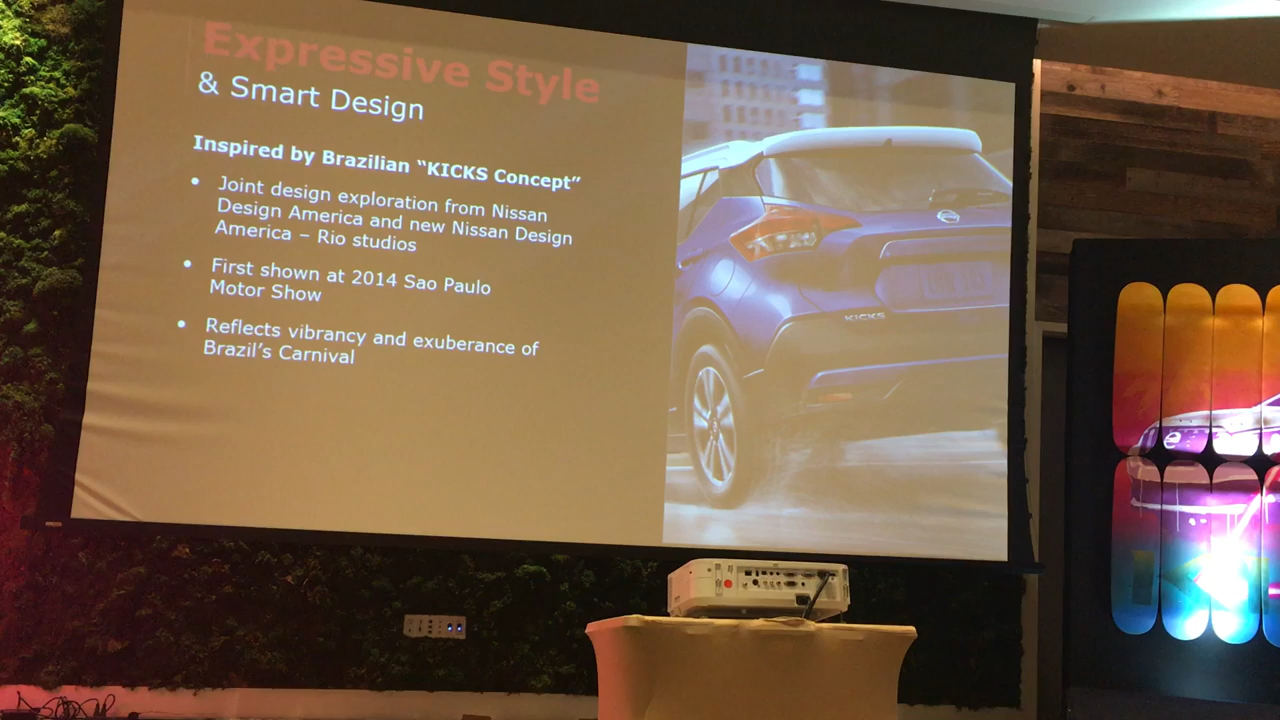 Expressive Style
& Smart Design
Inspired by Brazilian “KICKS Concept”
• Joint design exploration from Nissan
Design America and new Nissan Design
America – Rio studios
• First shown at 2014 Sao Paulo
Motor Show
• Reflects vibrancy and exuberance of
Brazil’s Carnival
KICKS